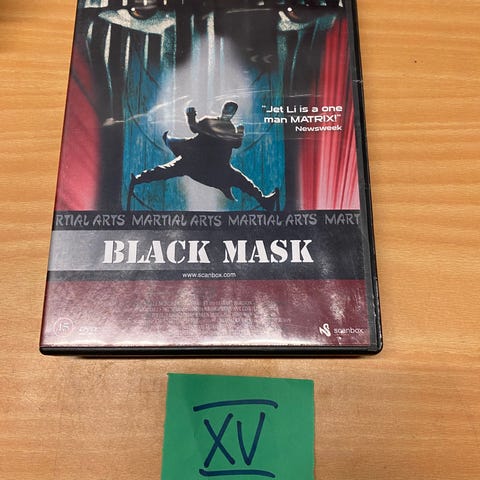 "Jet Li is a one
man MATRIX!"
Newsweek
RTIAL ARTS MARTIAL ARTS MARTIAL ARTS MART
BLACK MASK
www.scanbox.com
15
DVD
scanbox
XV